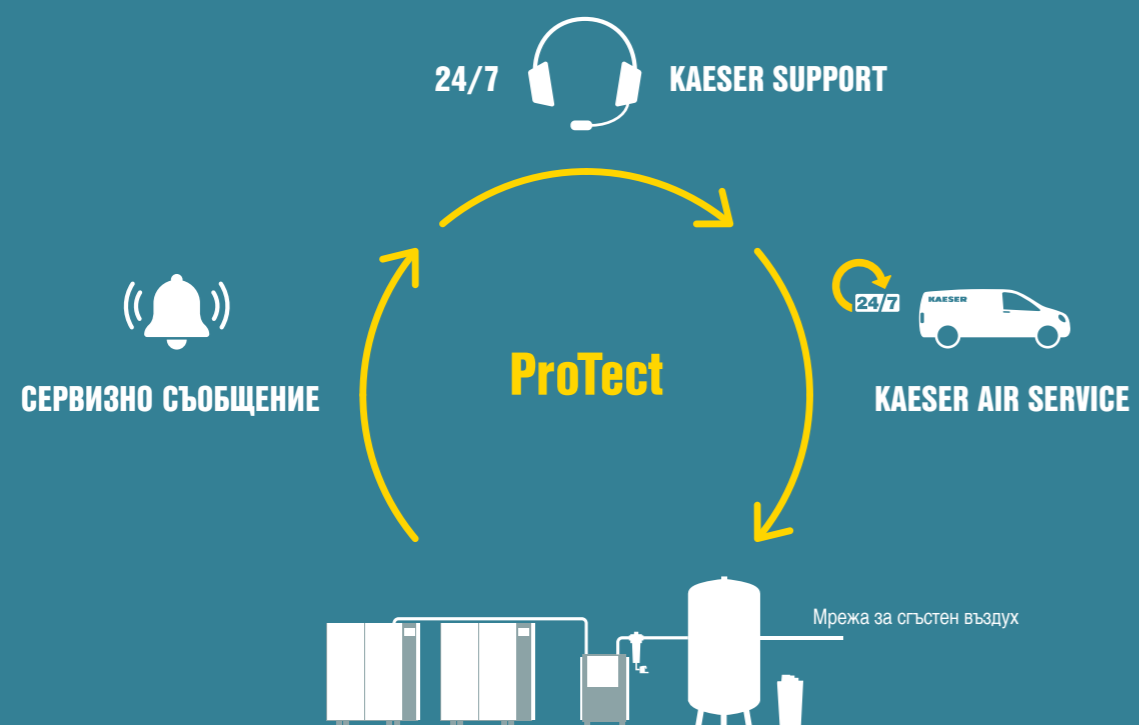 24/7 KAESER SUPPORT
24/7 KAESER
СЕРВИЗНО СЪОБЩЕНИЕ
ProTect
KAESER AIR SERVICE
Мрежа за сгъстен въздух